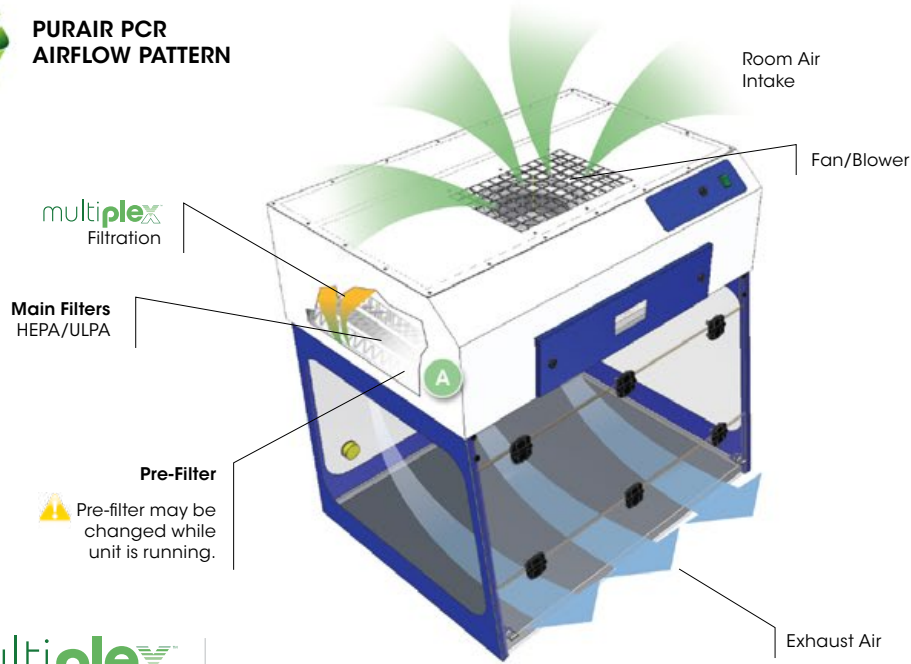 PURAIR PCR
AIRFLOW PATTERN
Room Air
Intake
Fan/Blower
multiplex
Filtration
Main Filters
HEPA/ULPA
A
Pre-Filter
Pre-filter may be
changed while
unit is running.
Exhaust Air
ultiplex